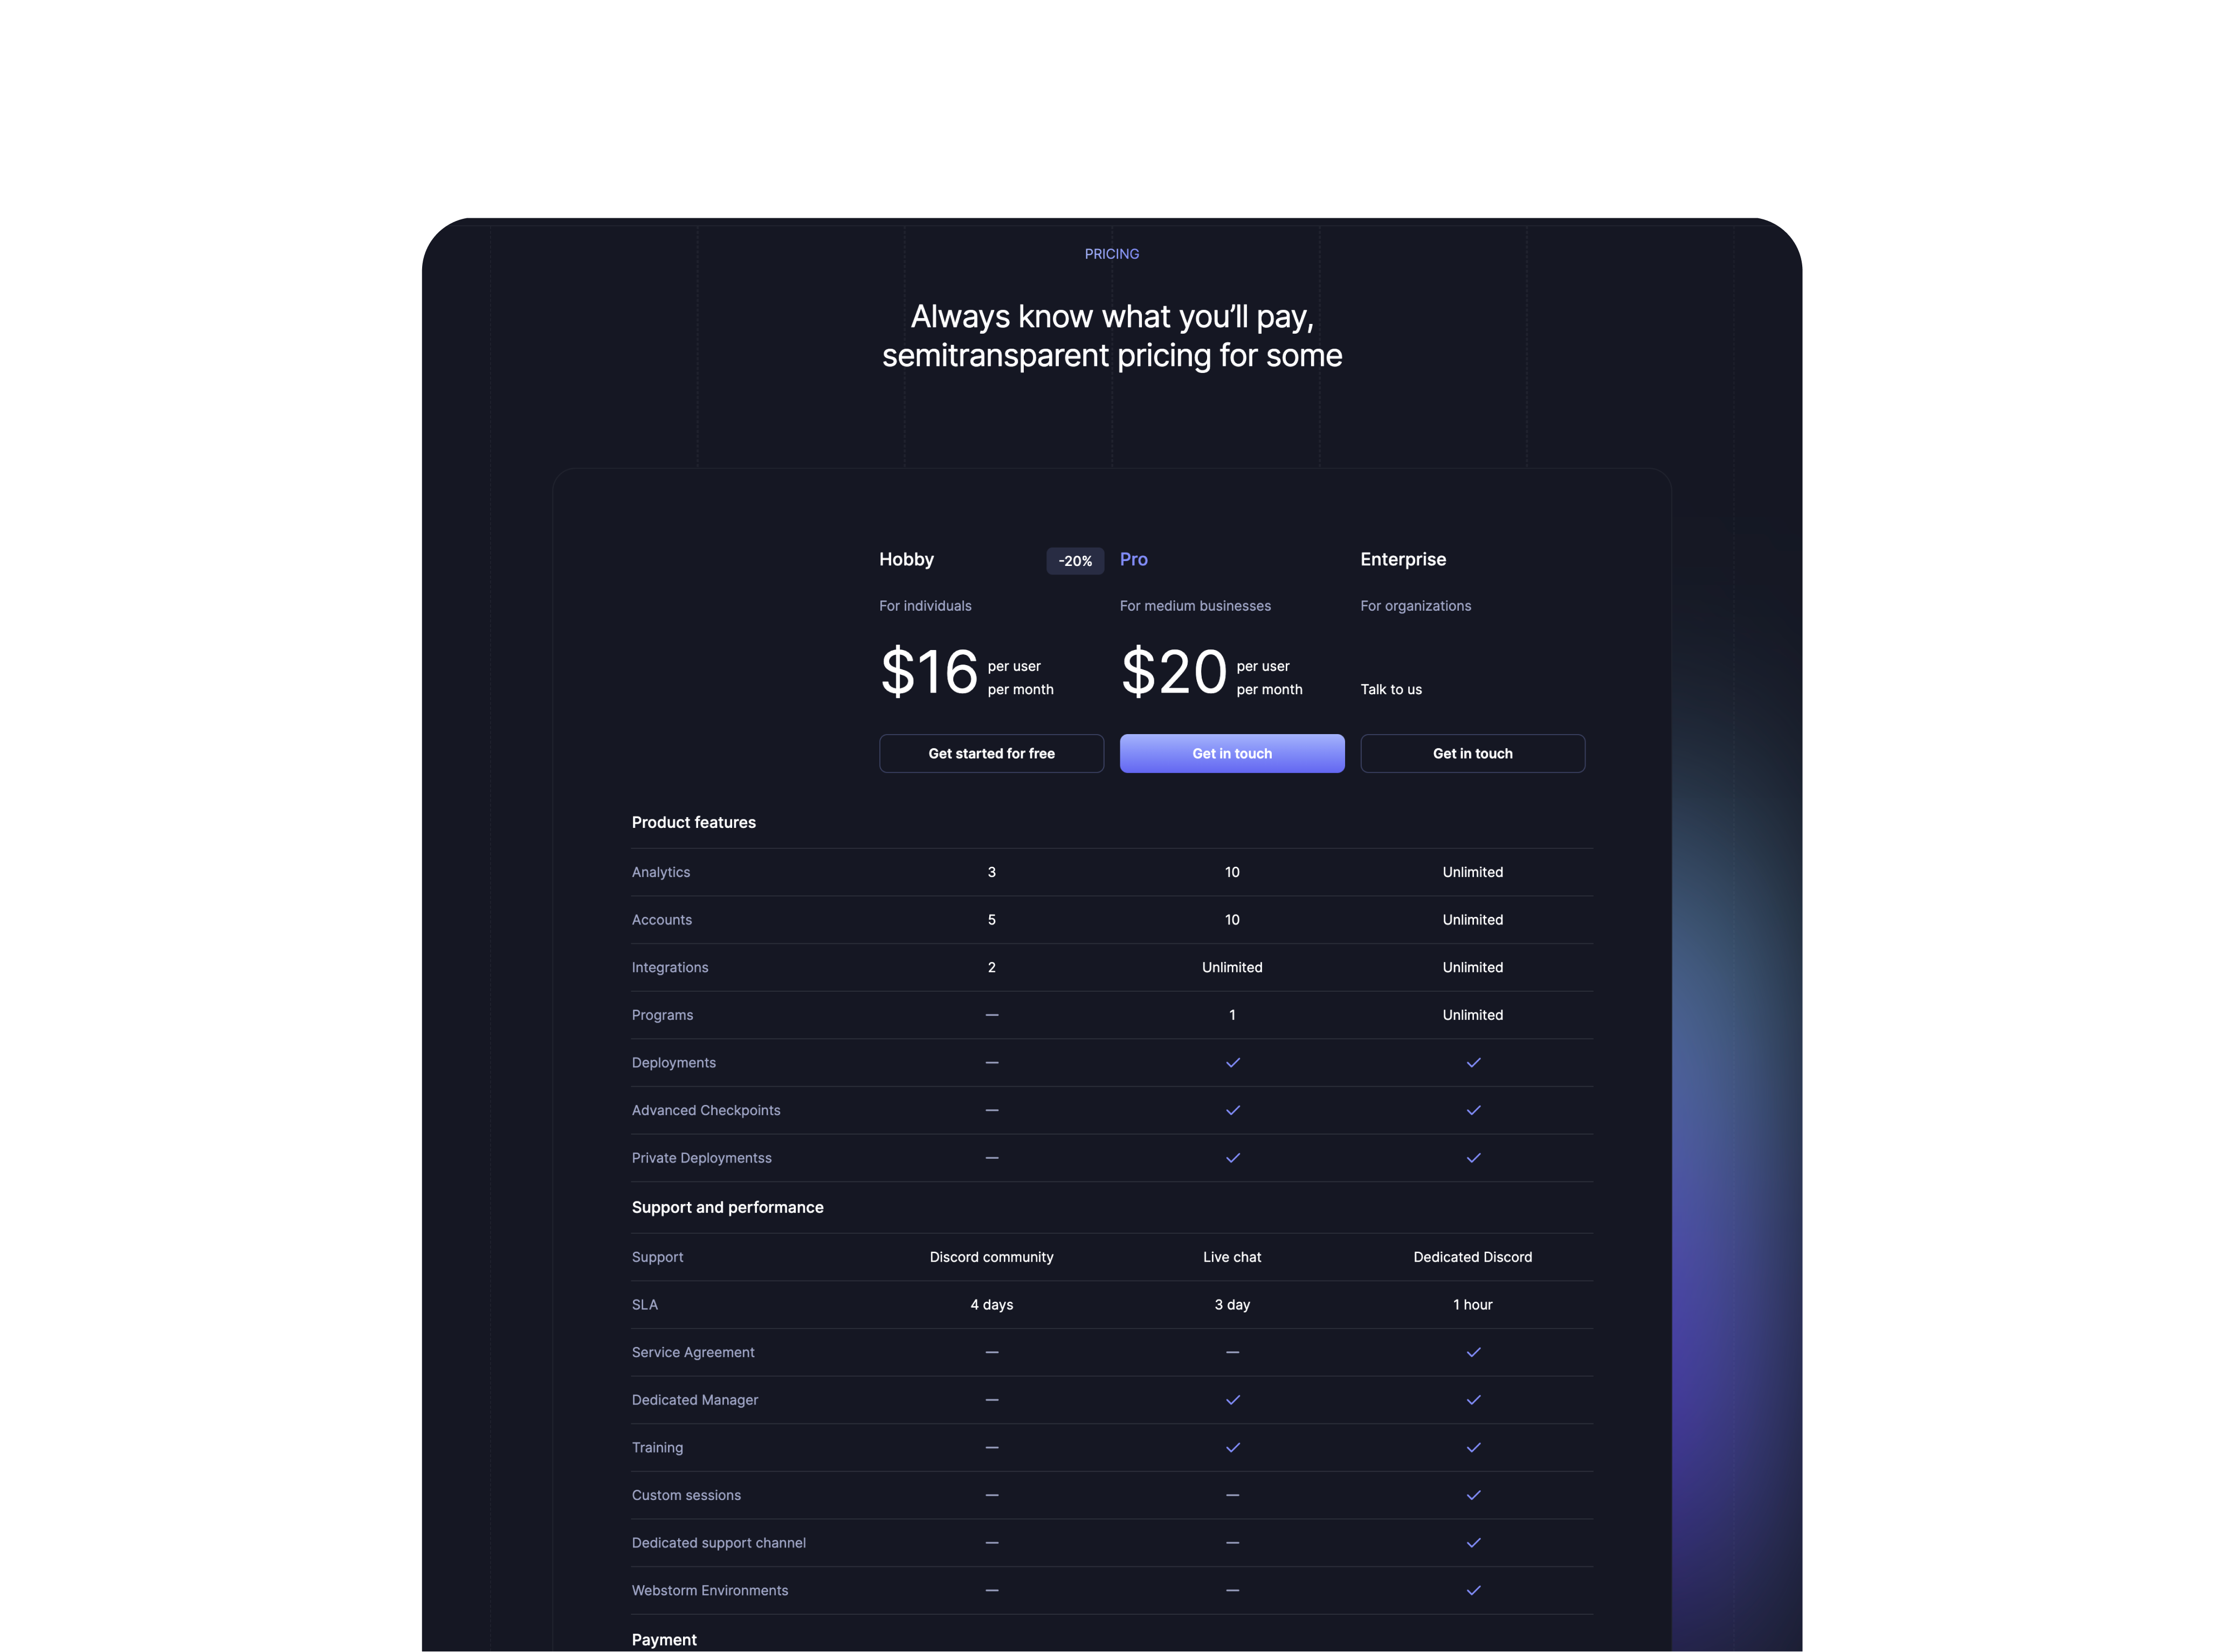 PRICING
Always know what you’ll pay,
semitransparent pricing for some
Hobby -20% Pro Enterprise
For individuals For medium businesses For organizations
$16 per user per month $20 per user per month Talk to us
Get started for free Get in touch Get in touch
Product features
Analytics 3 10 Unlimited
Accounts 5 10 Unlimited
Integrations 2 Unlimited Unlimited
Programs — 1 Unlimited
Deployments — ✓ ✓
Advanced Checkpoints — ✓ ✓
Private Deploymentss — ✓ ✓
Support and performance
Support Discord community Live chat Dedicated Discord
SLA 4 days 3 day 1 hour
Service Agreement — — ✓
Dedicated Manager — ✓ ✓
Training — ✓ ✓
Custom sessions — — ✓
Dedicated support channel — — ✓
Webstorm Environments — — ✓
Payment